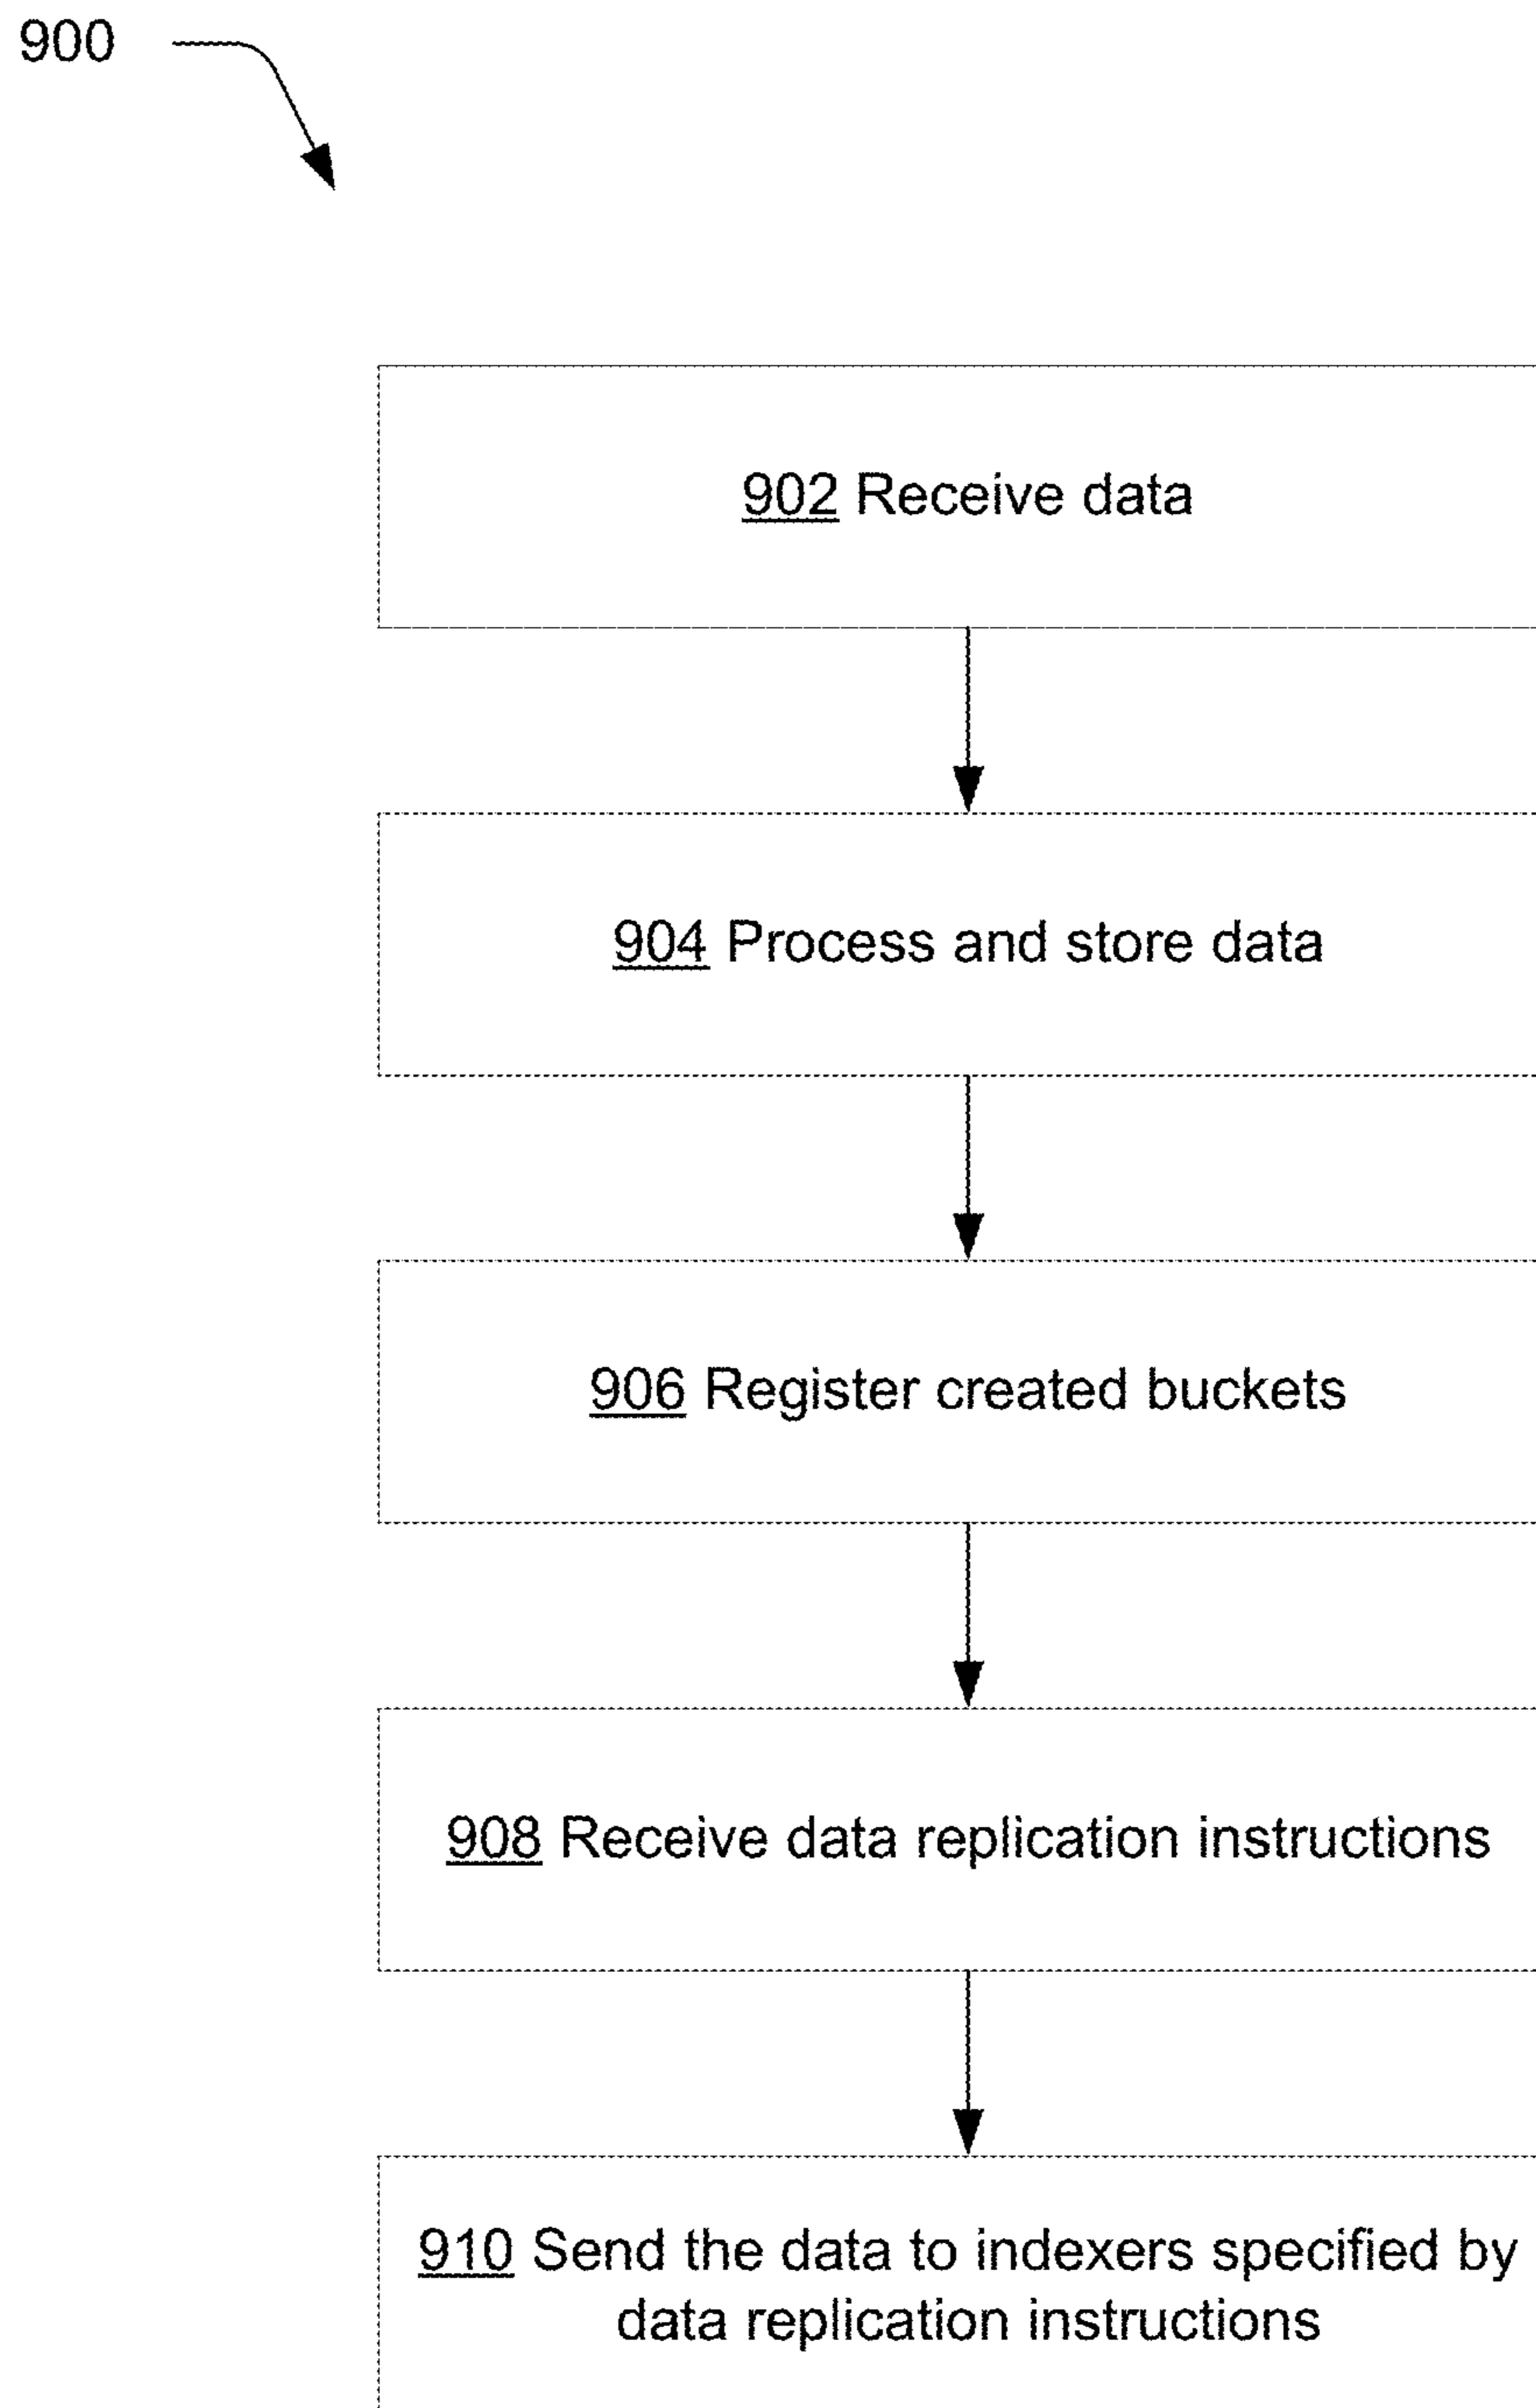 900
902 Receive data
904 Process and store data
906 Register created buckets
908 Receive data replication instructions
910 Send the data to indexers specified by
data replication instructions